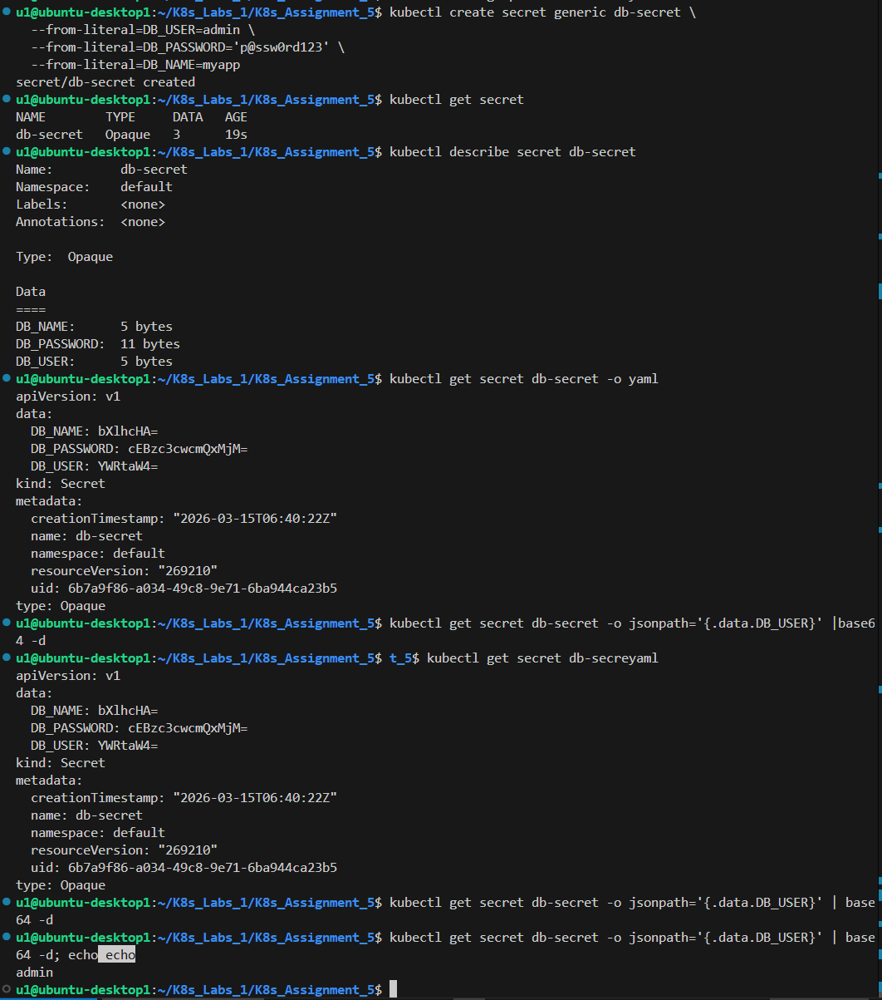 u1@ubuntu-desktop1:~/K8s_Labs_1/K8s_Assignment_5$ kubectl create secret generic db-secret \
  --from-literal=DB_USER=admin \
  --from-literal=DB_PASSWORD='p@ssw0rd123' \
  --from-literal=DB_NAME=myapp
secret/db-secret created
u1@ubuntu-desktop1:~/K8s_Labs_1/K8s_Assignment_5$ kubectl get secret
NAME        TYPE     DATA   AGE
db-secret   Opaque   3      19s
u1@ubuntu-desktop1:~/K8s_Labs_1/K8s_Assignment_5$ kubectl describe secret db-secret
Name:         db-secret
Namespace:    default
Labels:       <none>
Annotations:  <none>

Type:  Opaque

Data
====
DB_NAME:      5 bytes
DB_PASSWORD:  11 bytes
DB_USER:      5 bytes
u1@ubuntu-desktop1:~/K8s_Labs_1/K8s_Assignment_5$ kubectl get secret db-secret -o yaml
apiVersion: v1
data:
  DB_NAME: bXlhcHA=
  DB_PASSWORD: cEBzc3cwcmQxMjM=
  DB_USER: YWRtaW4=
kind: Secret
metadata:
  creationTimestamp: "2026-03-15T06:40:22Z"
  name: db-secret
  namespace: default
  resourceVersion: "269210"
  uid: 6b7a9f86-a034-49c8-9e71-6ba944ca23b5
type: Opaque
u1@ubuntu-desktop1:~/K8s_Labs_1/K8s_Assignment_5$ kubectl get secret db-secret -o jsonpath='{.data.DB_USER}' |base6
4 -d
u1@ubuntu-desktop1:~/K8s_Labs_1/K8s_Assignment_5$ t_5$ kubectl get secret db-secreyaml
apiVersion: v1
data:
  DB_NAME: bXlhcHA=
  DB_PASSWORD: cEBzc3cwcmQxMjM=
  DB_USER: YWRtaW4=
kind: Secret
metadata:
  creationTimestamp: "2026-03-15T06:40:22Z"
  name: db-secret
  namespace: default
  resourceVersion: "269210"
  uid: 6b7a9f86-a034-49c8-9e71-6ba944ca23b5
type: Opaque
u1@ubuntu-desktop1:~/K8s_Labs_1/K8s_Assignment_5$ kubectl get secret db-secret -o jsonpath='{.data.DB_USER}' | base
64 -d
u1@ubuntu-desktop1:~/K8s_Labs_1/K8s_Assignment_5$ kubectl get secret db-secret -o jsonpath='{.data.DB_USER}' | base
64 -d; echo echo
admin
u1@ubuntu-desktop1:~/K8s_Labs_1/K8s_Assignment_5$